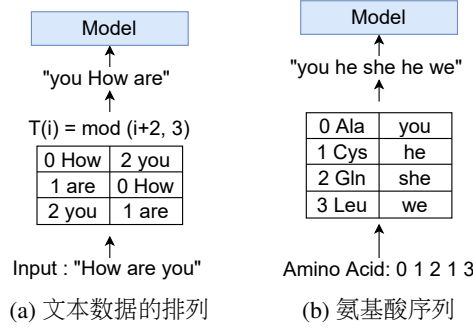 Model
"you How are"
T(i) = mod (i+2, 3)
0 How 2 you
1 are 0 How
2 you 1 are
Input : "How are you"
(a) 文本数据的排列
Model
"you he she he we"
0 Ala you
1 Cys he
2 Gln she
3 Leu we
Amino Acid: 0 1 2 1 3
(b) 氨基酸序列